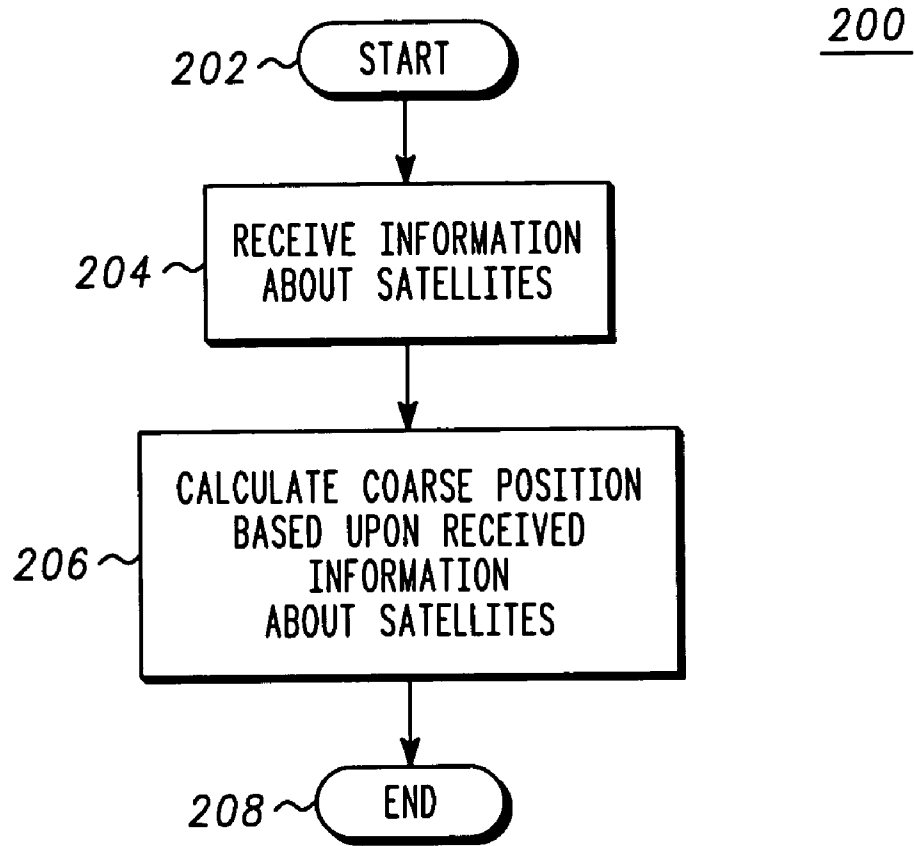 200
202
START
204
RECEIVE INFORMATION
ABOUT SATELLITES
206
CALCULATE COARSE POSITION
BASED UPON RECEIVED
INFORMATION
ABOUT SATELLITES
208
END